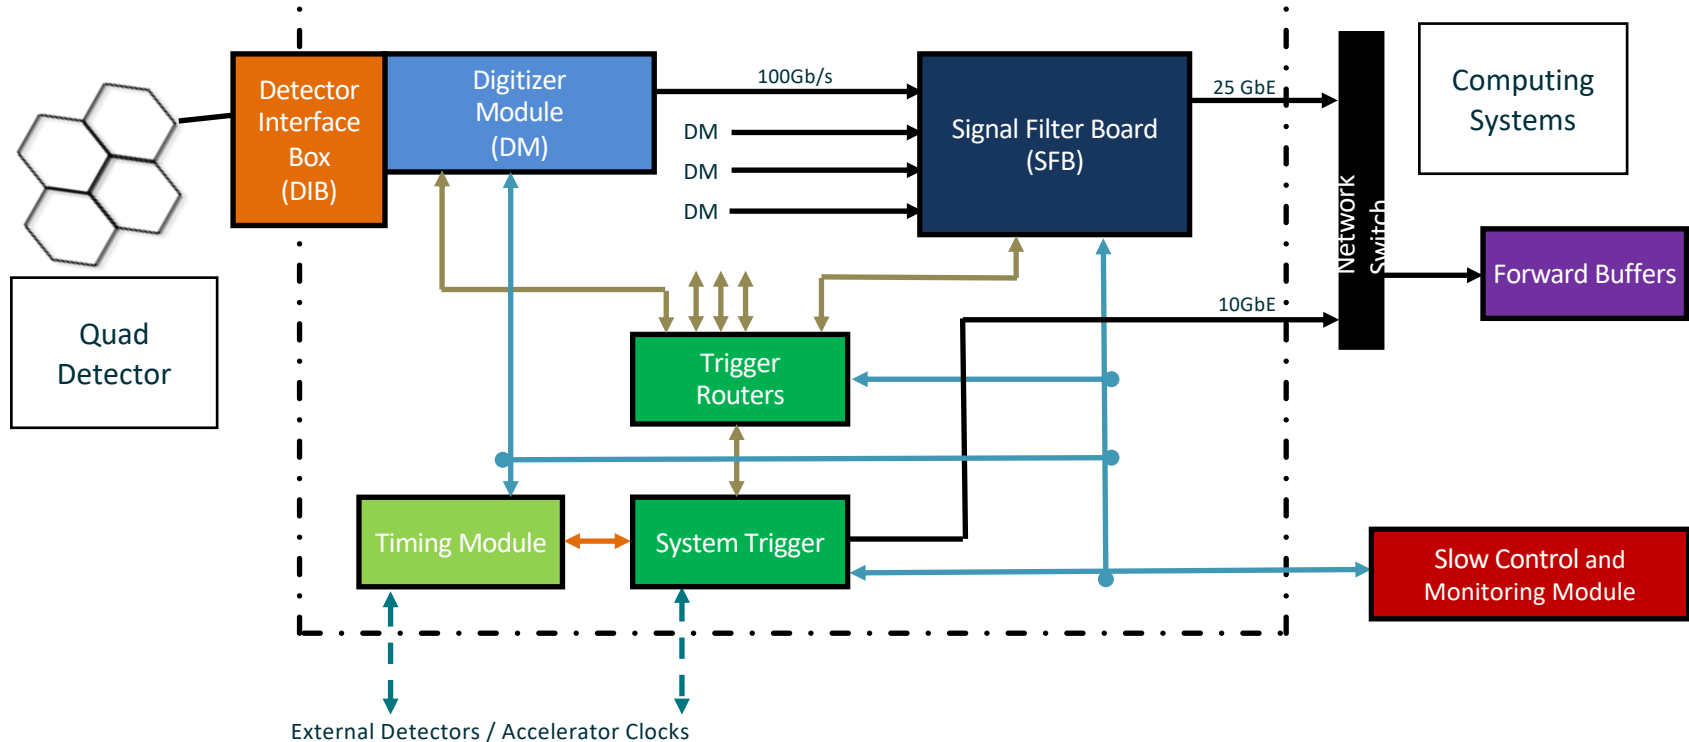 Detector
Interface
Box
(DIB)
Digitizer
Module
(DM)
100Gb/s
DM
DM
DM
Signal Filter Board
(SFB)
25 GbE
Network
Switch
Computing
Systems
Forward Buffers
10GbE
Quad
Detector
Trigger
Routers
Timing Module
System Trigger
Slow Control and
Monitoring Module
External Detectors / Accelerator Clocks